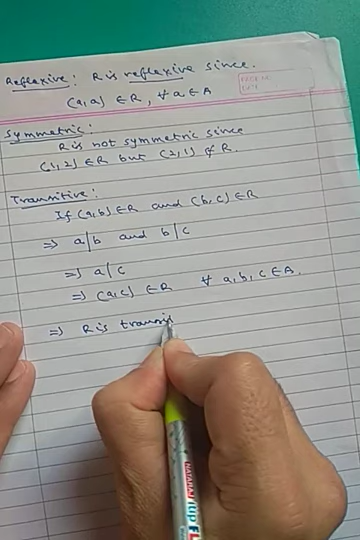 Reflexive: R is reflexive since.
(a,a) ∈ R, ∀ a ∈ A
Symmetric:
R is not symmetric since
(1,2) ∈ R but (2,1) ∉ R.
Transitive:
If (a,b) ∈ R and (b,c) ∈ R
⇒ a|b and b|c
⇒ a|c
⇒ (a,c) ∈ R ∀ a,b,c ∈ A.
⇒ R is transi